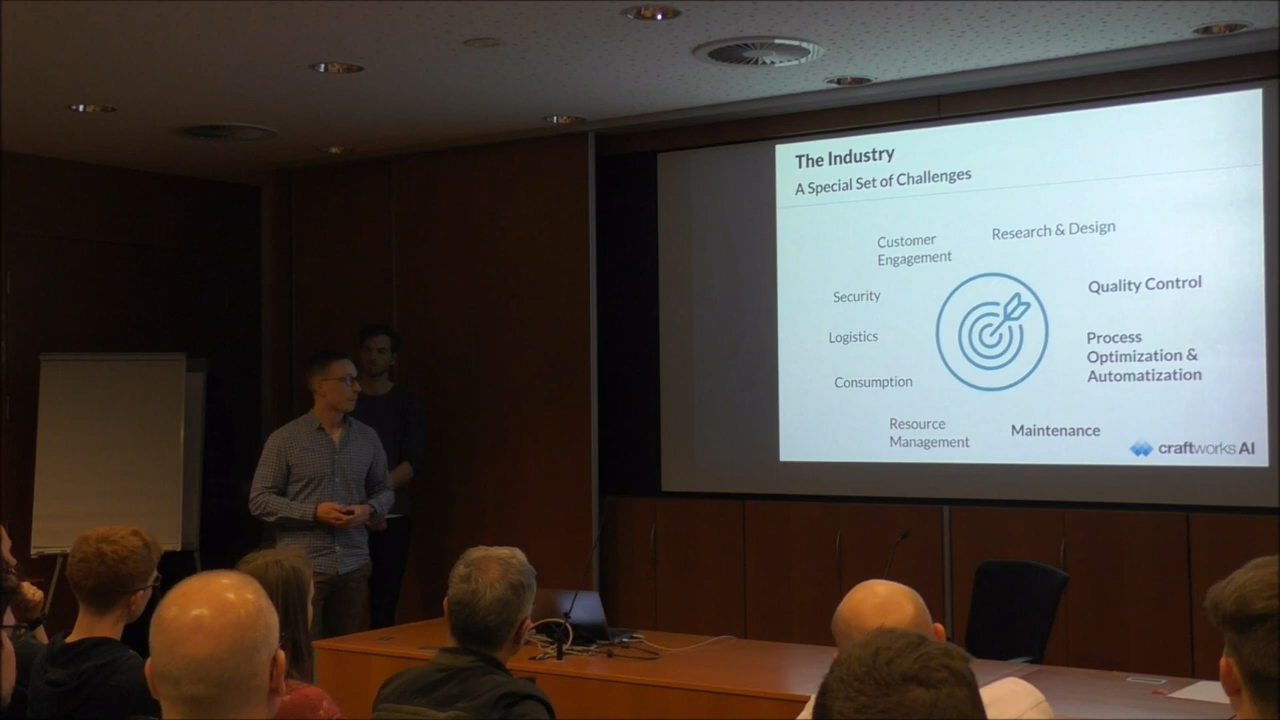 The Industry
A Special Set of Challenges
Customer
Engagement
Research & Design
Security
Quality Control
Logistics
Process
Optimization &
Automatization
Consumption
Resource
Management
Maintenance
craftworks AI